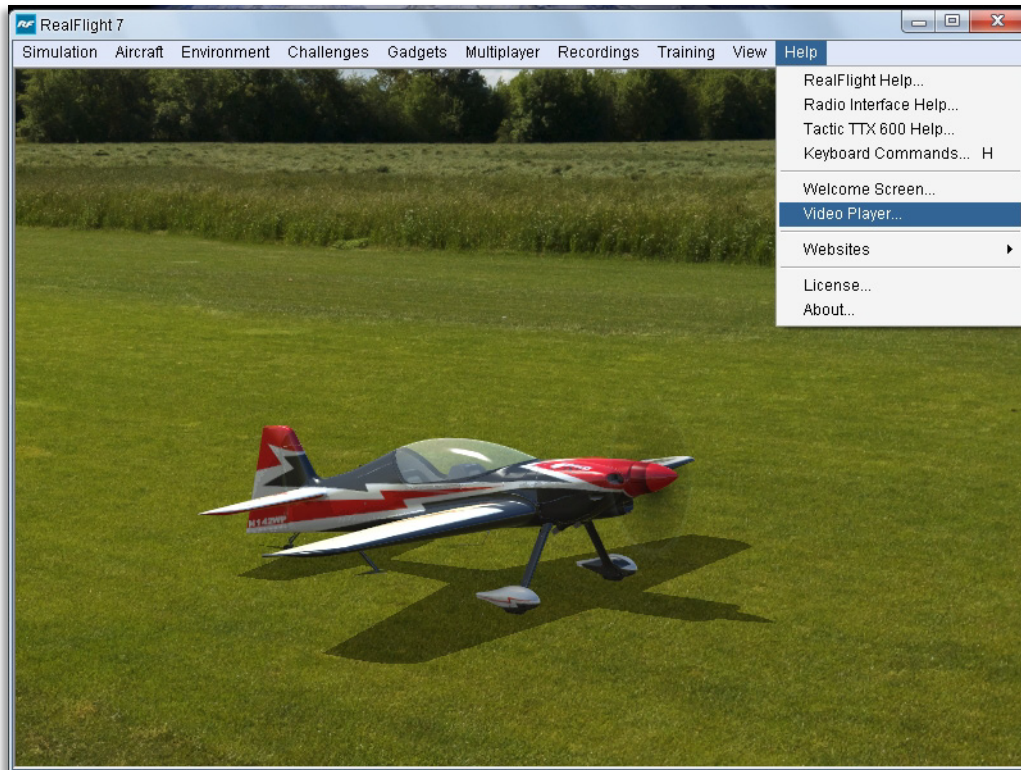 RF RealFlight 7
Simulation Aircraft Environment Challenges Gadgets Multiplayer Recordings Training View Help
RealFlight Help...
Radio Interface Help...
Tactic TTX 600 Help...
Keyboard Commands... H
Welcome Screen...
Video Player...
Websites
License...
About...